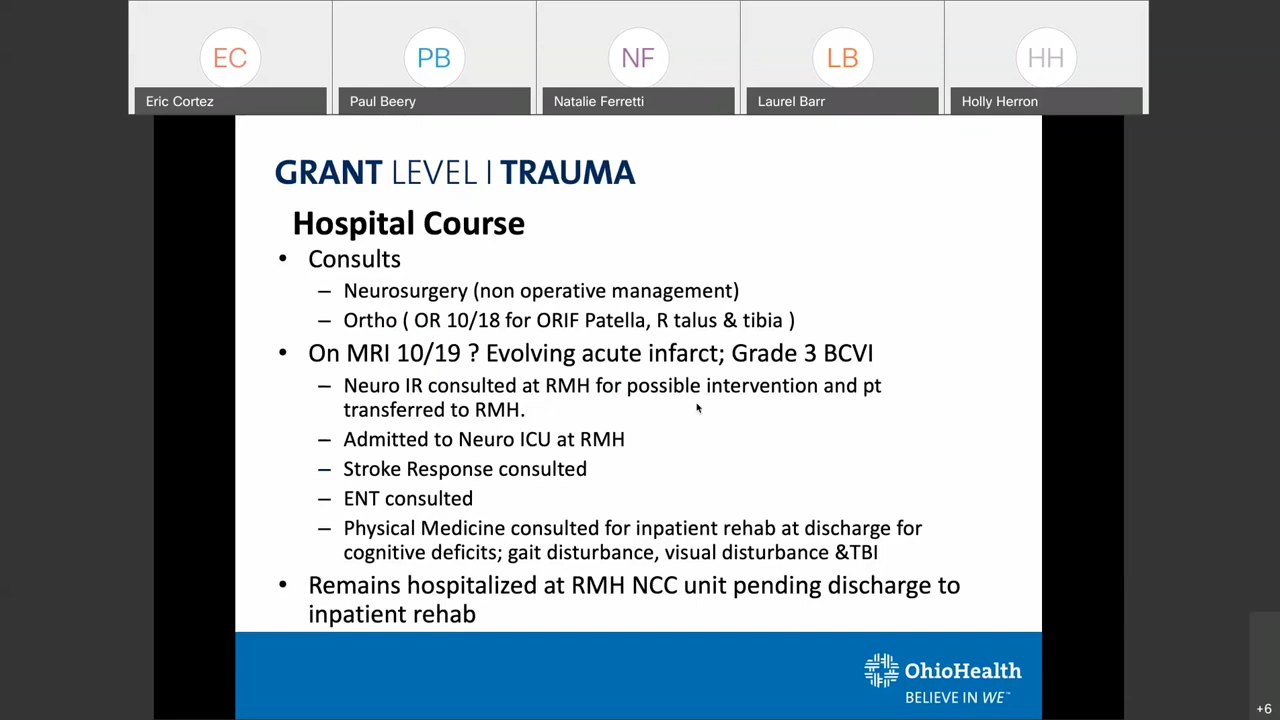 EC
PB
NF
LB
HH
Eric Cortez
Paul Beery
Natalie Ferretti
Laurel Barr
Holly Herron
GRANT LEVEL I TRAUMA
Hospital Course
• Consults
– Neurosurgery (non operative management)
– Ortho ( OR 10/18 for ORIF Patella, R talus & tibia )
• On MRI 10/19 ? Evolving acute infarct; Grade 3 BCVI
– Neuro IR consulted at RMH for possible intervention and pt
transferred to RMH.
– Admitted to Neuro ICU at RMH
– Stroke Response consulted
– ENT consulted
– Physical Medicine consulted for inpatient rehab at discharge for
cognitive deficits; gait disturbance, visual disturbance &TBI
• Remains hospitalized at RMH NCC unit pending discharge to
inpatient rehab
OhioHealth
BELIEVE IN WE™
+6